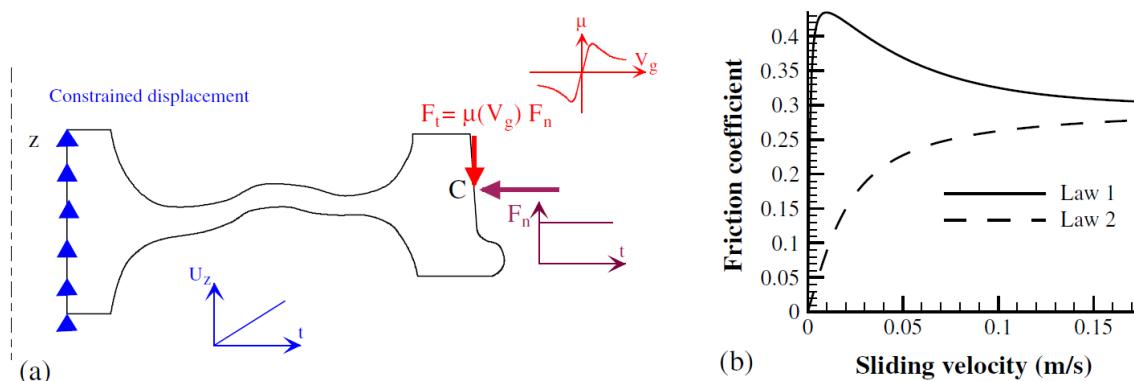 μ
V_g
Constrained displacement
F_t = μ(V_g) F_n
z
C
F_n
t
U_z
t
(a)
Friction coefficient
0.4
0.35
0.3
0.25
0.2
0.15
0.1
0.05
0
Law 1
Law 2
0 0.05 0.1 0.15
Sliding velocity (m/s)
(b)